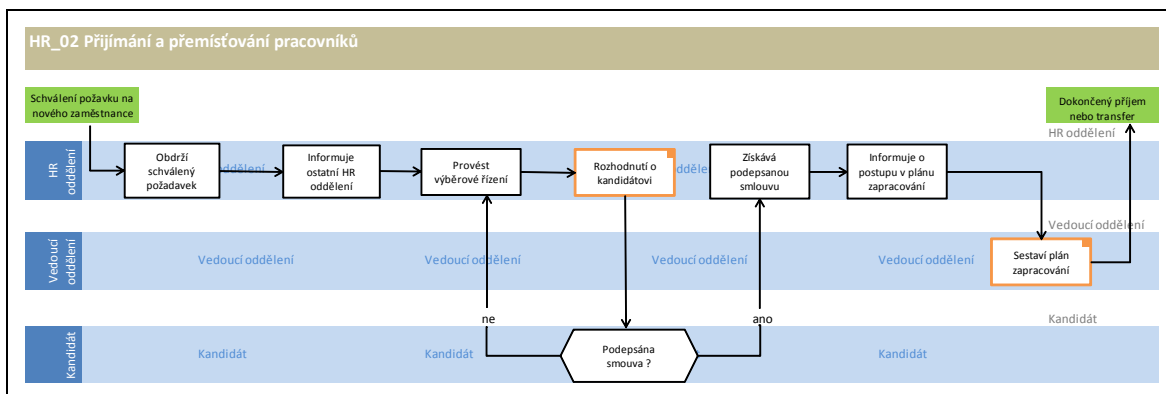 HR_02 Přijímání a přemísťování pracovníků
Schválení požavku na
nového zaměstnance
Dokončený příjem
nebo transfer
HR oddělení
HR
oddělení
Obdrží
schválený
požadavek
oddělení
Informuje
ostatní HR
oddělení
Provést
výběrové řízení
Rozhodnutí o
kandidátovi
Získává
podepsanou
smlouvu
Informuje o
postupu v plánu
zapracování
Vedoucí oddělení
Vedoucí
oddělení
Vedoucí oddělení
Vedoucí oddělení
Vedoucí oddělení
Vedoucí oddělení
Sestaví plán
zapracování
ne
ano
Kandidát
Kandidát
Kandidát
Kandidát
Podepsána
smouva ?
Kandidát